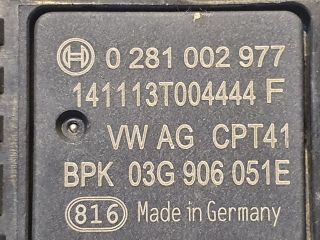 0 281 002 977
141113T004444 F
VW AG CPT41
BPK 03G 906 051E
816 Made in Germany